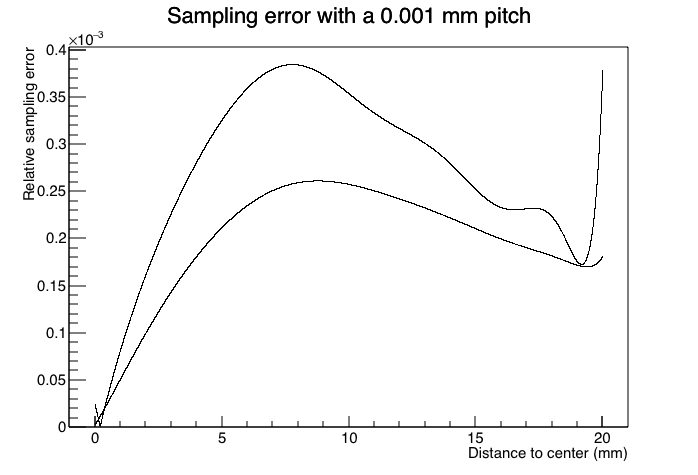 Sampling error with a 0.001 mm pitch
×10⁻³
Relative sampling error
0.4
0.35
0.3
0.25
0.2
0.15
0.1
0.05
0
0 5 10 15 20
Distance to center (mm)